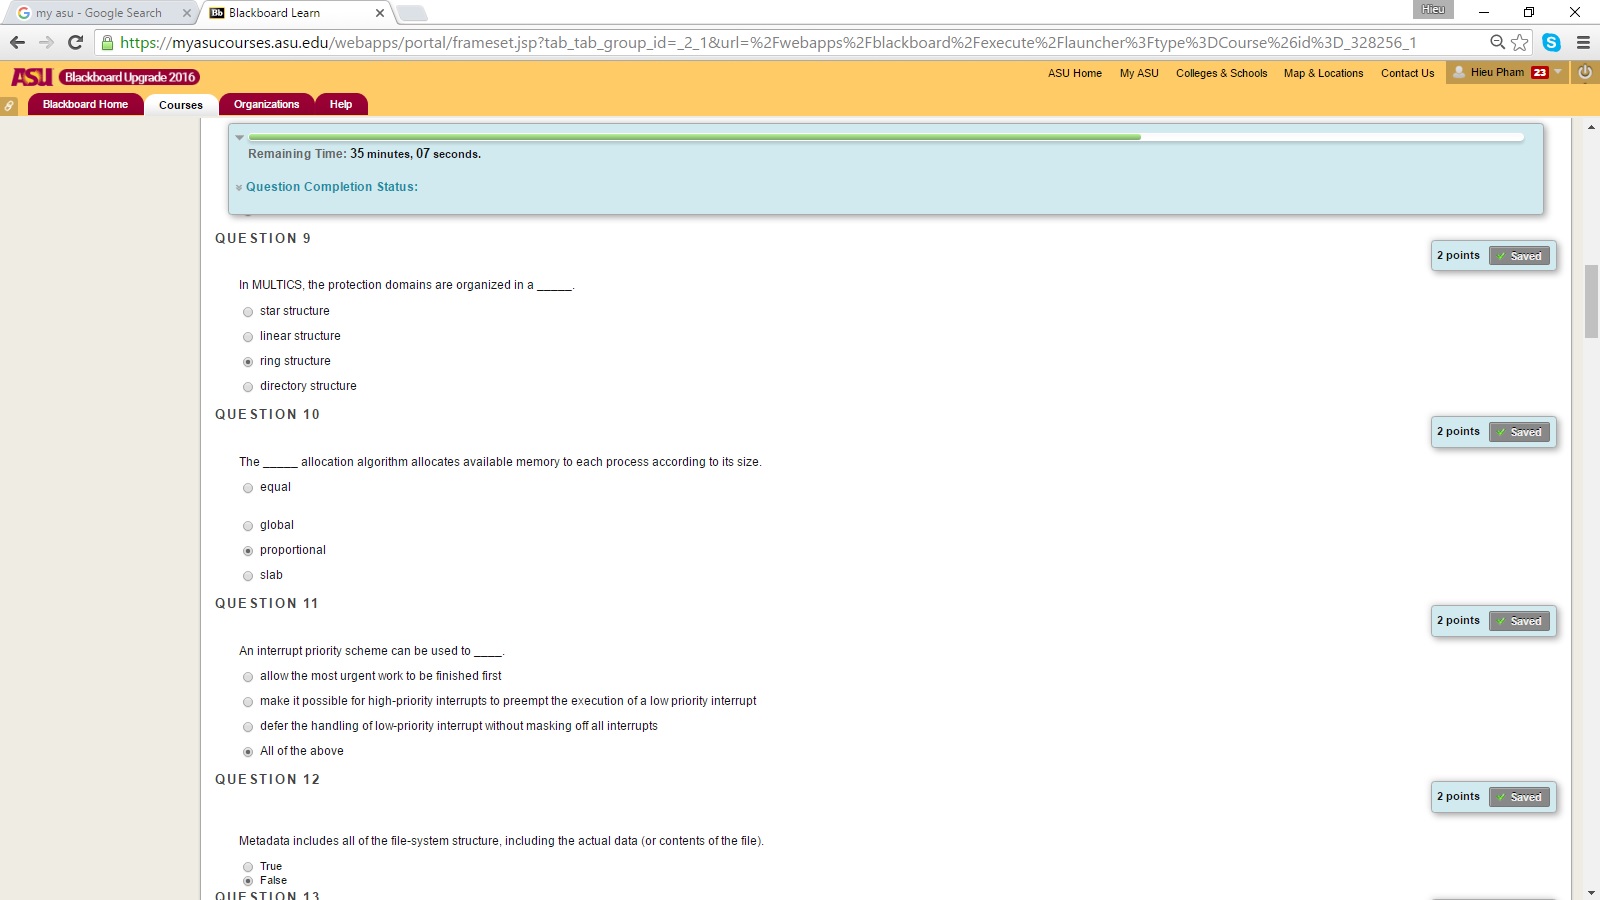 my asu - Google Search
Blackboard Learn
Hieu
https://myasucourses.asu.edu/webapps/portal/frameset.jsp?tab_tab_group_id=_2_1&url=%2Fwebapps%2Fblackboard%2Fexecute%2Flauncher%3Ftype%3DCourse%26id%3D_328256_1
ASU Blackboard Upgrade 2016
ASU Home My ASU Colleges & Schools Map & Locations Contact Us Hieu Pham 23
Blackboard Home Courses Organizations Help
Remaining Time: 35 minutes, 07 seconds.
Question Completion Status:
QUESTION 9
2 points Saved
In MULTICS, the protection domains are organized in a _____.
star structure
linear structure
ring structure
directory structure
QUESTION 10
2 points Saved
The _____ allocation algorithm allocates available memory to each process according to its size.
equal
global
proportional
slab
QUESTION 11
2 points Saved
An interrupt priority scheme can be used to ____.
allow the most urgent work to be finished first
make it possible for high-priority interrupts to preempt the execution of a low priority interrupt
defer the handling of low-priority interrupt without masking off all interrupts
All of the above
QUESTION 12
2 points Saved
Metadata includes all of the file-system structure, including the actual data (or contents of the file).
True
False
QUESTION 13